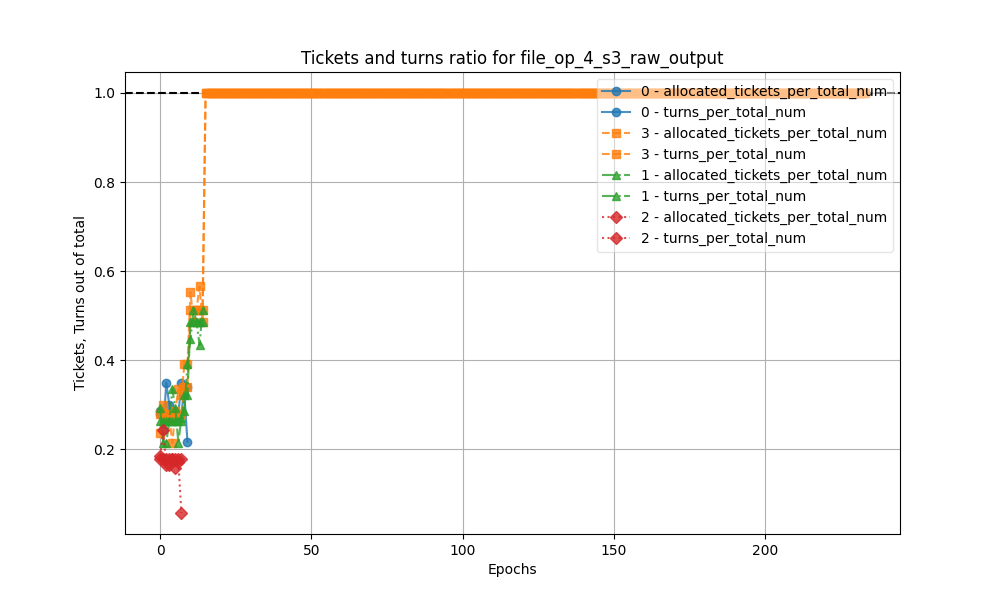 Tickets and turns ratio for file_op_4_s3_raw_output
Tickets, Turns out of total
1.0
0.8
0.6
0.4
0.2
0 - allocated_tickets_per_total_num
0 - turns_per_total_num
3 - allocated_tickets_per_total_num
3 - turns_per_total_num
1 - allocated_tickets_per_total_num
1 - turns_per_total_num
2 - allocated_tickets_per_total_num
2 - turns_per_total_num
0
50
100
150
200
Epochs